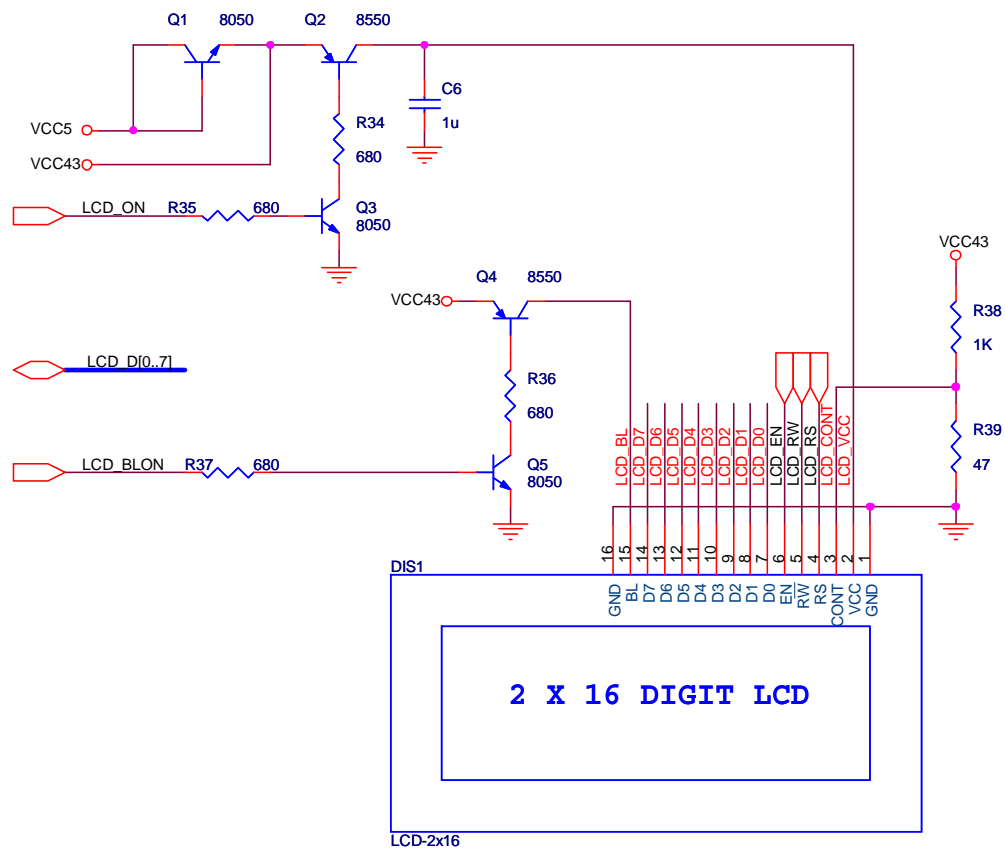 Q1 8050 Q2 8550
C6
1u
VCC5
R34
680
VCC43
LCD_ON R35 680 Q3
8050
VCC43
Q4 8550
VCC43
R38
1K
LCD_D[0..7]
R36
680
R39
47
LCD_BLON R37 680 Q5
8050
LCD_BL
LCD_D7
LCD_D6
LCD_D5
LCD_D4
LCD_D3
LCD_D2
LCD_D1
LCD_D0
LCD_EN
LCD_RW
LCD_RS
LCD_CONT
LCD_VCC
16 15 14 13 12 11 10 9 8 7 6 5 4 3 2 1
DIS1
GND BL D7 D6 D5 D4 D3 D2 D1 D0 EN RW RS CONT VCC GND
2 X 16 DIGIT LCD
LCD-2x16